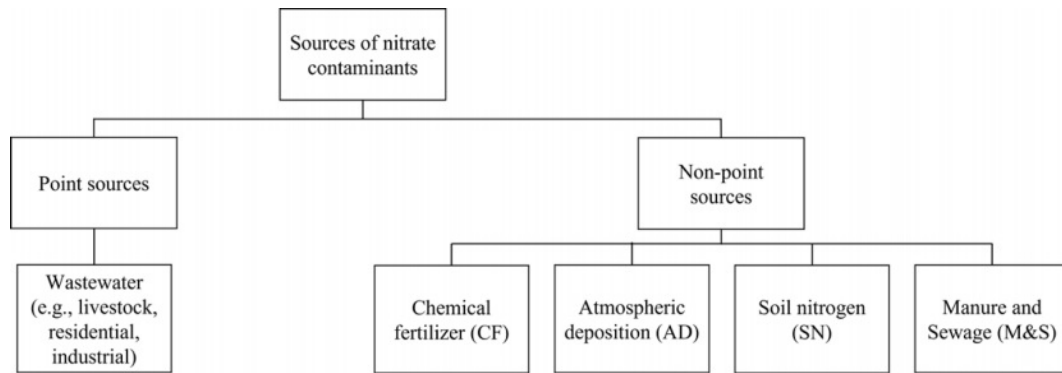 Sources of nitrate
contaminants
Point sources
Non-point
sources
Wastewater
(e.g., livestock,
residential,
industrial)
Chemical
fertilizer (CF)
Atmospheric
deposition (AD)
Soil nitrogen
(SN)
Manure and
Sewage (M&S)